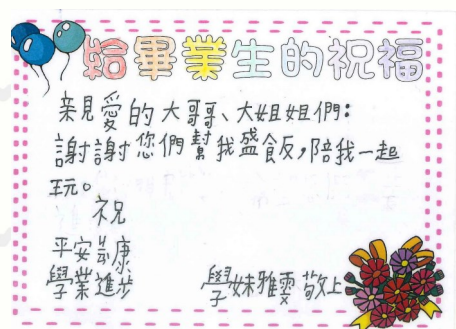 給畢業生的祝福
親愛的大哥哥、大姐姐們：
謝謝您們幫我盛飯，陪我一起
玩。
祝
平安健康
學業進步
學妹雅雯敬上